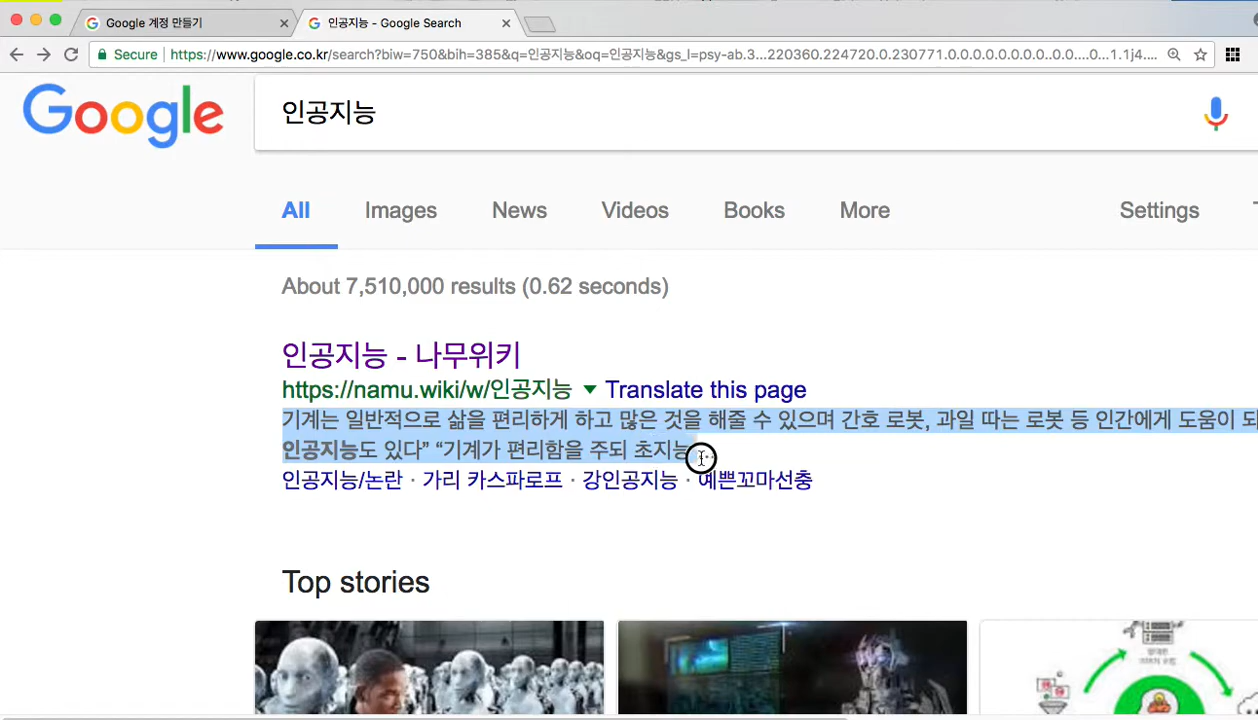 Google 계정 만들기
인공지능 - Google Search
Secure https://www.google.co.kr/search?biw=750&bih=385&q=인공지능&oq=인공지능&gs_l=psy-ab.3...220360.224720.0.230771.0.0.0.0.0.0.0.0..0.0....0...1.1j4....
Google
인공지능
All Images News Videos Books More Settings
About 7,510,000 results (0.62 seconds)
인공지능 - 나무위키
https://namu.wiki/w/인공지능 Translate this page
기계는 일반적으로 삶을 편리하게 하고 많은 것을 해줄 수 있으며 간호 로봇, 과일 따는 로봇 등 인간에게 도움이 되
인공지능도 있다” “기계가 편리함을 주되 초지능
인공지능/논란 · 가리 카스파로프 · 강인공지능 · 예쁜꼬마선충
Top stories